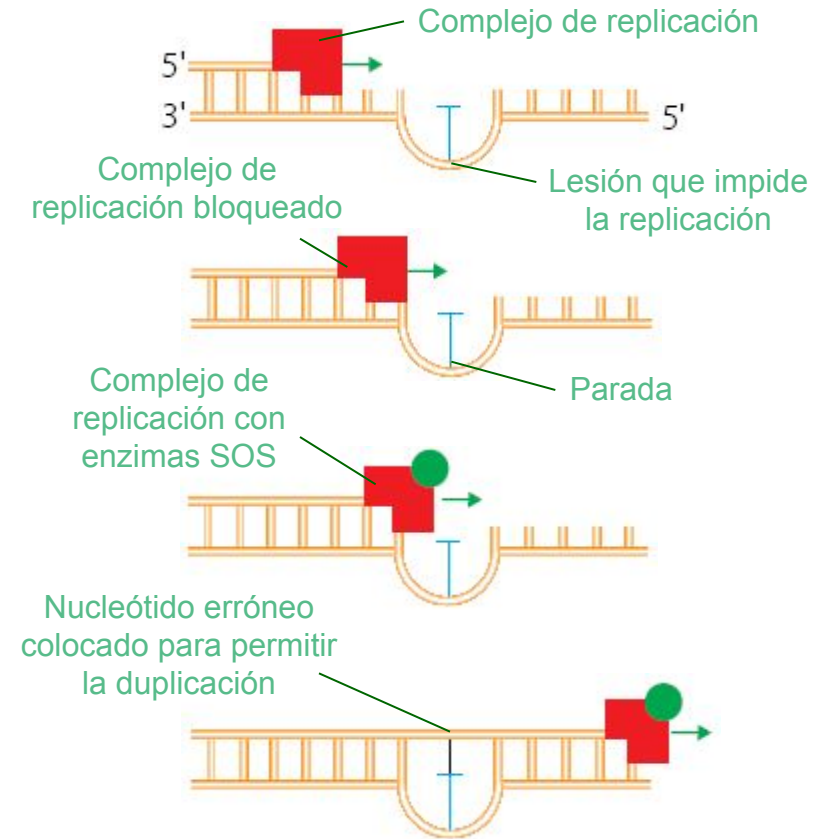 Complejo de replicación
5'
3'
5'
Lesión que impide
la replicación
Complejo de
replicación bloqueado
Parada
Complejo de
replicación con
enzimas SOS
Nucleótido erróneo
colocado para permitir
la duplicación